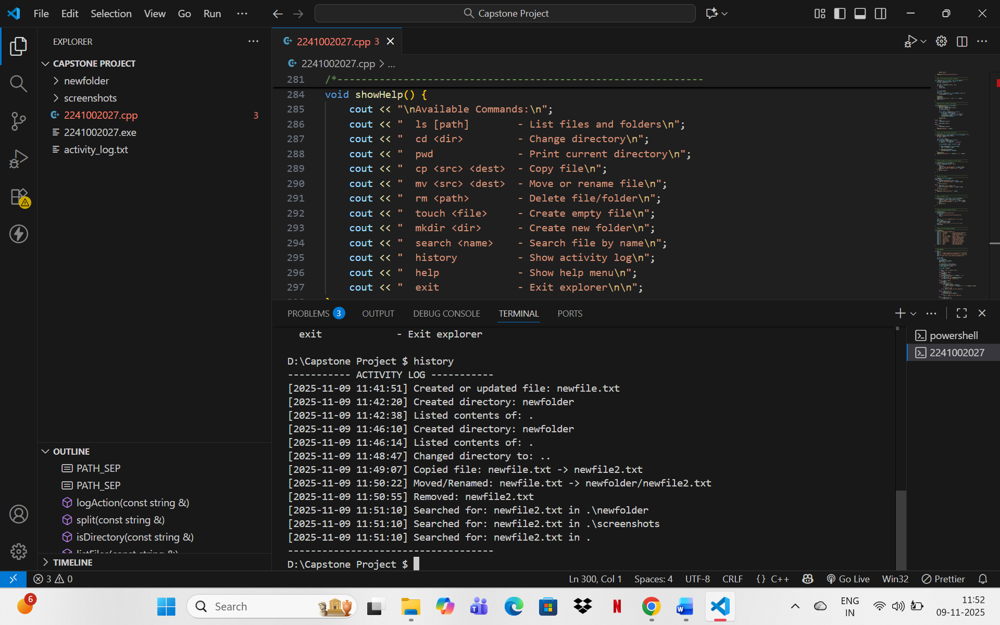 File Edit Selection View Go Run ···
Capstone Project
EXPLORER
CAPSTONE PROJECT
newfolder
screenshots
2241002027.cpp 3
2241002027.exe
activity_log.txt
OUTLINE
PATH_SEP
PATH_SEP
logAction(const string &)
split(const string &)
isDirectory(const string &)
listFiles(const string &)
TIMELINE
2241002027.cpp 3
2241002027.cpp > ...
281 /*-------------------------------------------------------------
284 void showHelp() {
285 cout << "\nAvailable Commands:\n";
286 cout << "  ls [path]        - List files and folders\n";
287 cout << "  cd <dir>         - Change directory\n";
288 cout << "  pwd              - Print current directory\n";
289 cout << "  cp <src> <dest>  - Copy file\n";
290 cout << "  mv <src> <dest>  - Move or rename file\n";
291 cout << "  rm <path>        - Delete file/folder\n";
292 cout << "  touch <file>     - Create empty file\n";
293 cout << "  mkdir <dir>      - Create new folder\n";
294 cout << "  search <name>    - Search file by name\n";
295 cout << "  history          - Show activity log\n";
296 cout << "  help             - Show help menu\n";
297 cout << "  exit             - Exit explorer\n\n";
PROBLEMS 3 OUTPUT DEBUG CONSOLE TERMINAL PORTS
exit             - Exit explorer
D:\Capstone Project $ history
----------- ACTIVITY LOG -----------
[2025-11-09 11:41:51] Created or updated file: newfile.txt
[2025-11-09 11:42:20] Created directory: newfolder
[2025-11-09 11:42:38] Listed contents of: .
[2025-11-09 11:46:10] Created directory: newfolder
[2025-11-09 11:46:14] Listed contents of: .
[2025-11-09 11:48:47] Changed directory to: ..
[2025-11-09 11:49:07] Copied file: newfile.txt -> newfile2.txt
[2025-11-09 11:50:22] Moved/Renamed: newfile.txt -> newfolder/newfile2.txt
[2025-11-09 11:50:55] Removed: newfile2.txt
[2025-11-09 11:51:10] Searched for: newfile2.txt in .\newfolder
[2025-11-09 11:51:10] Searched for: newfile2.txt in .\screenshots
[2025-11-09 11:51:10] Searched for: newfile2.txt in .
------------------------------------
D:\Capstone Project $
powershell
2241002027
3 0
Ln 300, Col 1 Spaces: 4 UTF-8 CRLF {} C++ Go Live Win32 Prettier
6
Search
ENG
IN
11:52
09-11-2025